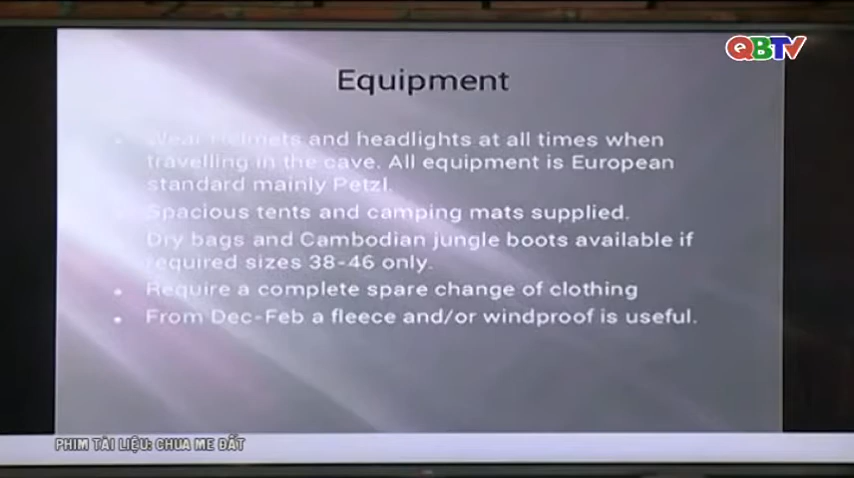 QBTV
Equipment
Wear helmets and headlights at all times when
travelling in the cave. All equipment is European
standard mainly Petzl.
Spacious tents and camping mats supplied.
Dry bags and Cambodian jungle boots available if
required sizes 38-46 only.
Require a complete spare change of clothing
From Dec-Feb a fleece and/or windproof is useful.
PHIM TÀI LIỆU: CHUA ME ĐẤT